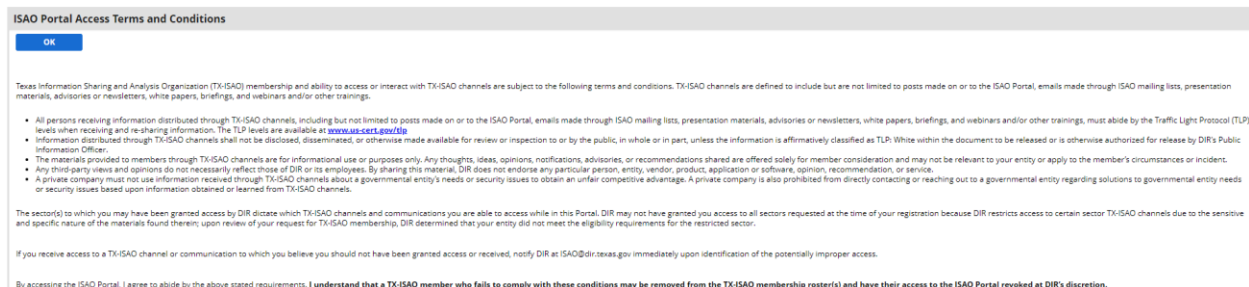 ISAO Portal Access Terms and Conditions
OK
Texas Information Sharing and Analysis Organization (TX-ISAO) membership and ability to access or interact with TX-ISAO channels are subject to the following terms and conditions. TX-ISAO channels are defined to include but are not limited to posts made on or to the ISAO Portal, emails made through ISAO mailing lists, presentation
materials, advisories or newsletters, white papers, briefings, and webinars and/or other trainings.
• All persons receiving information distributed through TX-ISAO channels, including but not limited to posts made on or to the ISAO Portal, emails made through ISAO mailing lists, presentation materials, advisories or newsletters, white papers, briefings, and webinars and/or other trainings, must abide by the Traffic Light Protocol (TLP)
levels when receiving and re-sharing information. The TLP levels are available at www.us-cert.gov/tlp
• Information distributed through TX-ISAO channels shall not be disclosed, disseminated, or otherwise made available for review or inspection to or by the public, in whole or in part, unless the information is affirmatively classified as TLP: White within the document to be released or is otherwise authorized for release by DIR's Public
Information Officer.
• The materials provided to members through TX-ISAO channels are for informational use or purposes only. Any thoughts, ideas, opinions, notifications, advisories, or recommendations shared are offered solely for member consideration and may not be relevant to your entity or apply to the member's circumstances or incident.
• Any third-party views and opinions do not necessarily reflect those of DIR or its employees. By sharing this material, DIR does not endorse any particular person, entity, vendor, product, application or software, opinion, recommendation, or service.
• A private company must not use information received through TX-ISAO channels about a governmental entity's needs or security issues to obtain an unfair competitive advantage. A private company is also prohibited from directly contacting or reaching out to a governmental entity regarding solutions to governmental entity needs
or security issues based upon information obtained or learned from TX-ISAO channels.
The sector(s) to which you may have been granted access by DIR dictate which TX-ISAO channels and communications you are able to access while in this Portal. DIR may not have granted you access to all sectors requested at the time of your registration because DIR restricts access to certain sector TX-ISAO channels due to the sensitive
and specific nature of the materials found therein; upon review of your request for TX-ISAO membership, DIR determined that your entity did not meet the eligibility requirements for the restricted sector.
If you receive access to a TX-ISAO channel or communication to which you believe you should not have been granted access or received, notify DIR at ISAO@dir.texas.gov immediately upon identification of the potentially improper access.
By accessing the ISAO Portal, I agree to abide by the above stated requirements. I understand that a TX-ISAO member who fails to comply with these conditions may be removed from the TX-ISAO membership roster(s) and have their access to the ISAO Portal revoked at DIR's discretion.